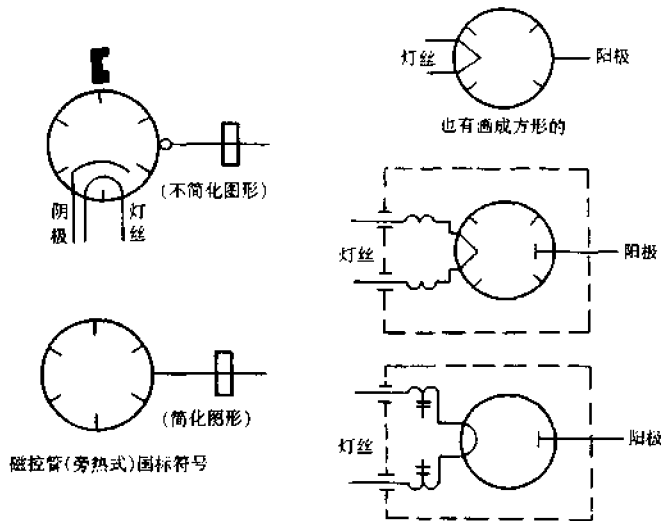 阴极
灯丝
(不简化图形)
(简化图形)
磁控管(旁热式)国标符号
灯丝
阳极
也有画成方形的
灯丝
阳极
灯丝
阳极